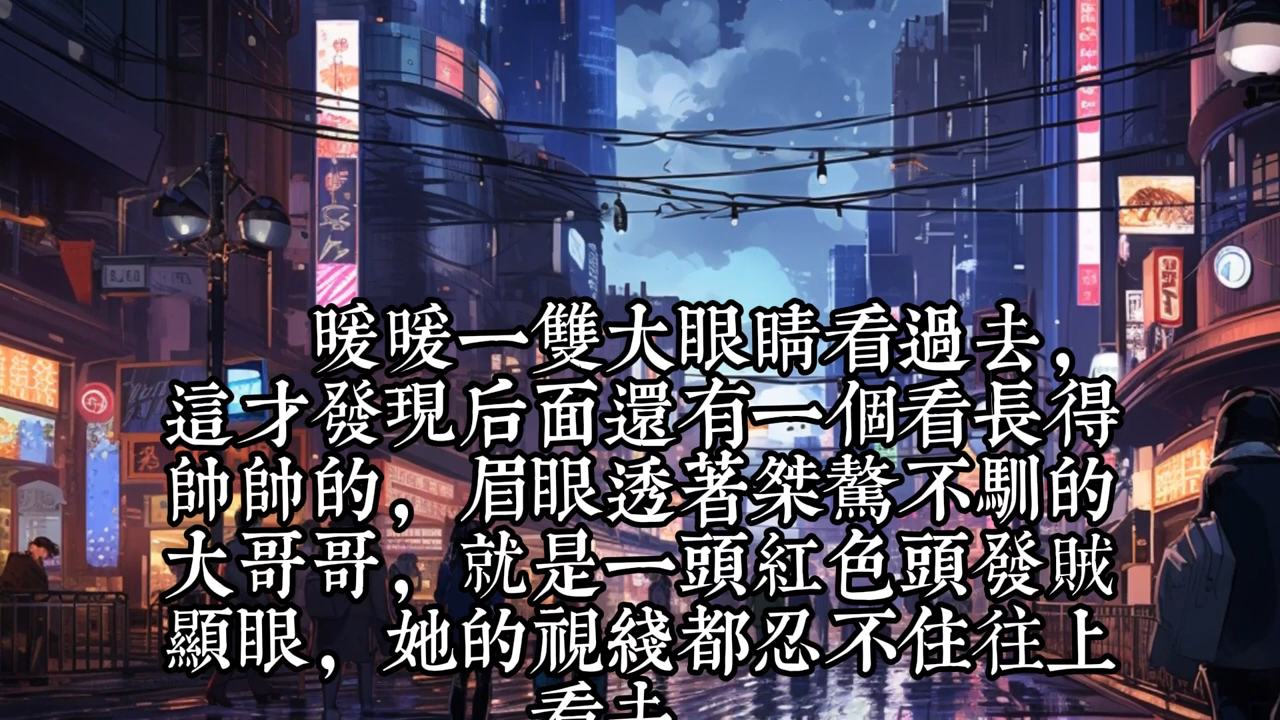 暖暖一雙大眼睛看過去，
這才發現后面還有一個看長得
帥帥的，眉眼透著桀驁不馴的
大哥哥，就是一頭紅色頭發賊
顯眼，她的視綫都忍不住往上
看去